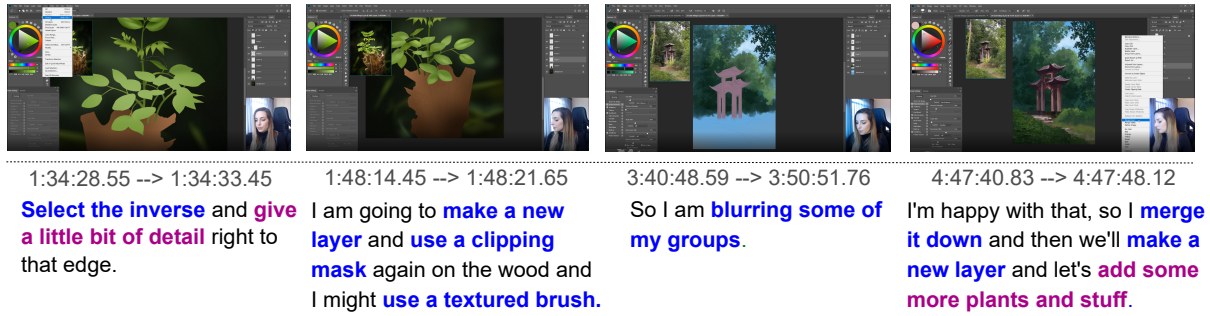 1:34:28.55 --> 1:34:33.45
Select the inverse and give
a little bit of detail right to
that edge.
1:48:14.45 --> 1:48:21.65
I am going to make a new
layer and use a clipping
mask again on the wood and
I might use a textured brush.
3:40:48.59 --> 3:50:51.76
So I am blurring some of
my groups.
4:47:40.83 --> 4:47:48.12
I'm happy with that, so I merge
it down and then we'll make a
new layer and let's add some
more plants and stuff.